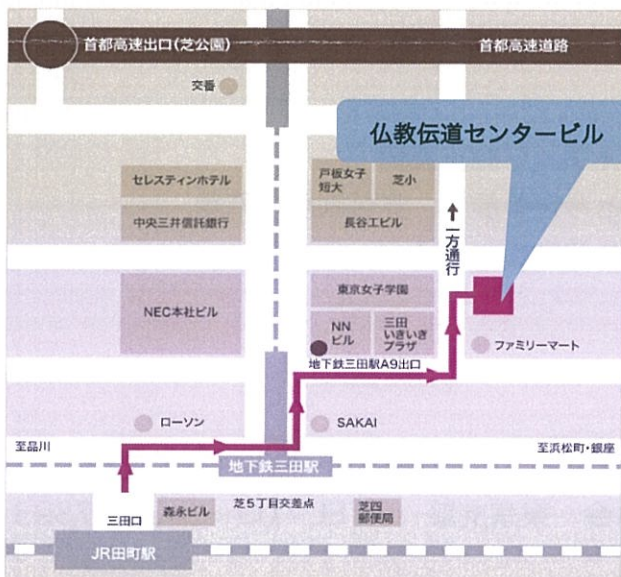 首都高速出口(芝公園)
首都高速道路
交番
仏教伝道センタービル
セレスティンホテル
戸板女子
短大
芝小
中央三井信託銀行
長谷エビル
一方通行
NEC本社ビル
東京女子学園
NN
ビル
三田
いきいき
プラザ
ファミリーマート
地下鉄三田駅A9出口
ローソン
SAKAI
至品川
至浜松町・銀座
地下鉄三田駅
三田口
森永ビル
芝5丁目交差点
芝四
郵便局
JR田町駅